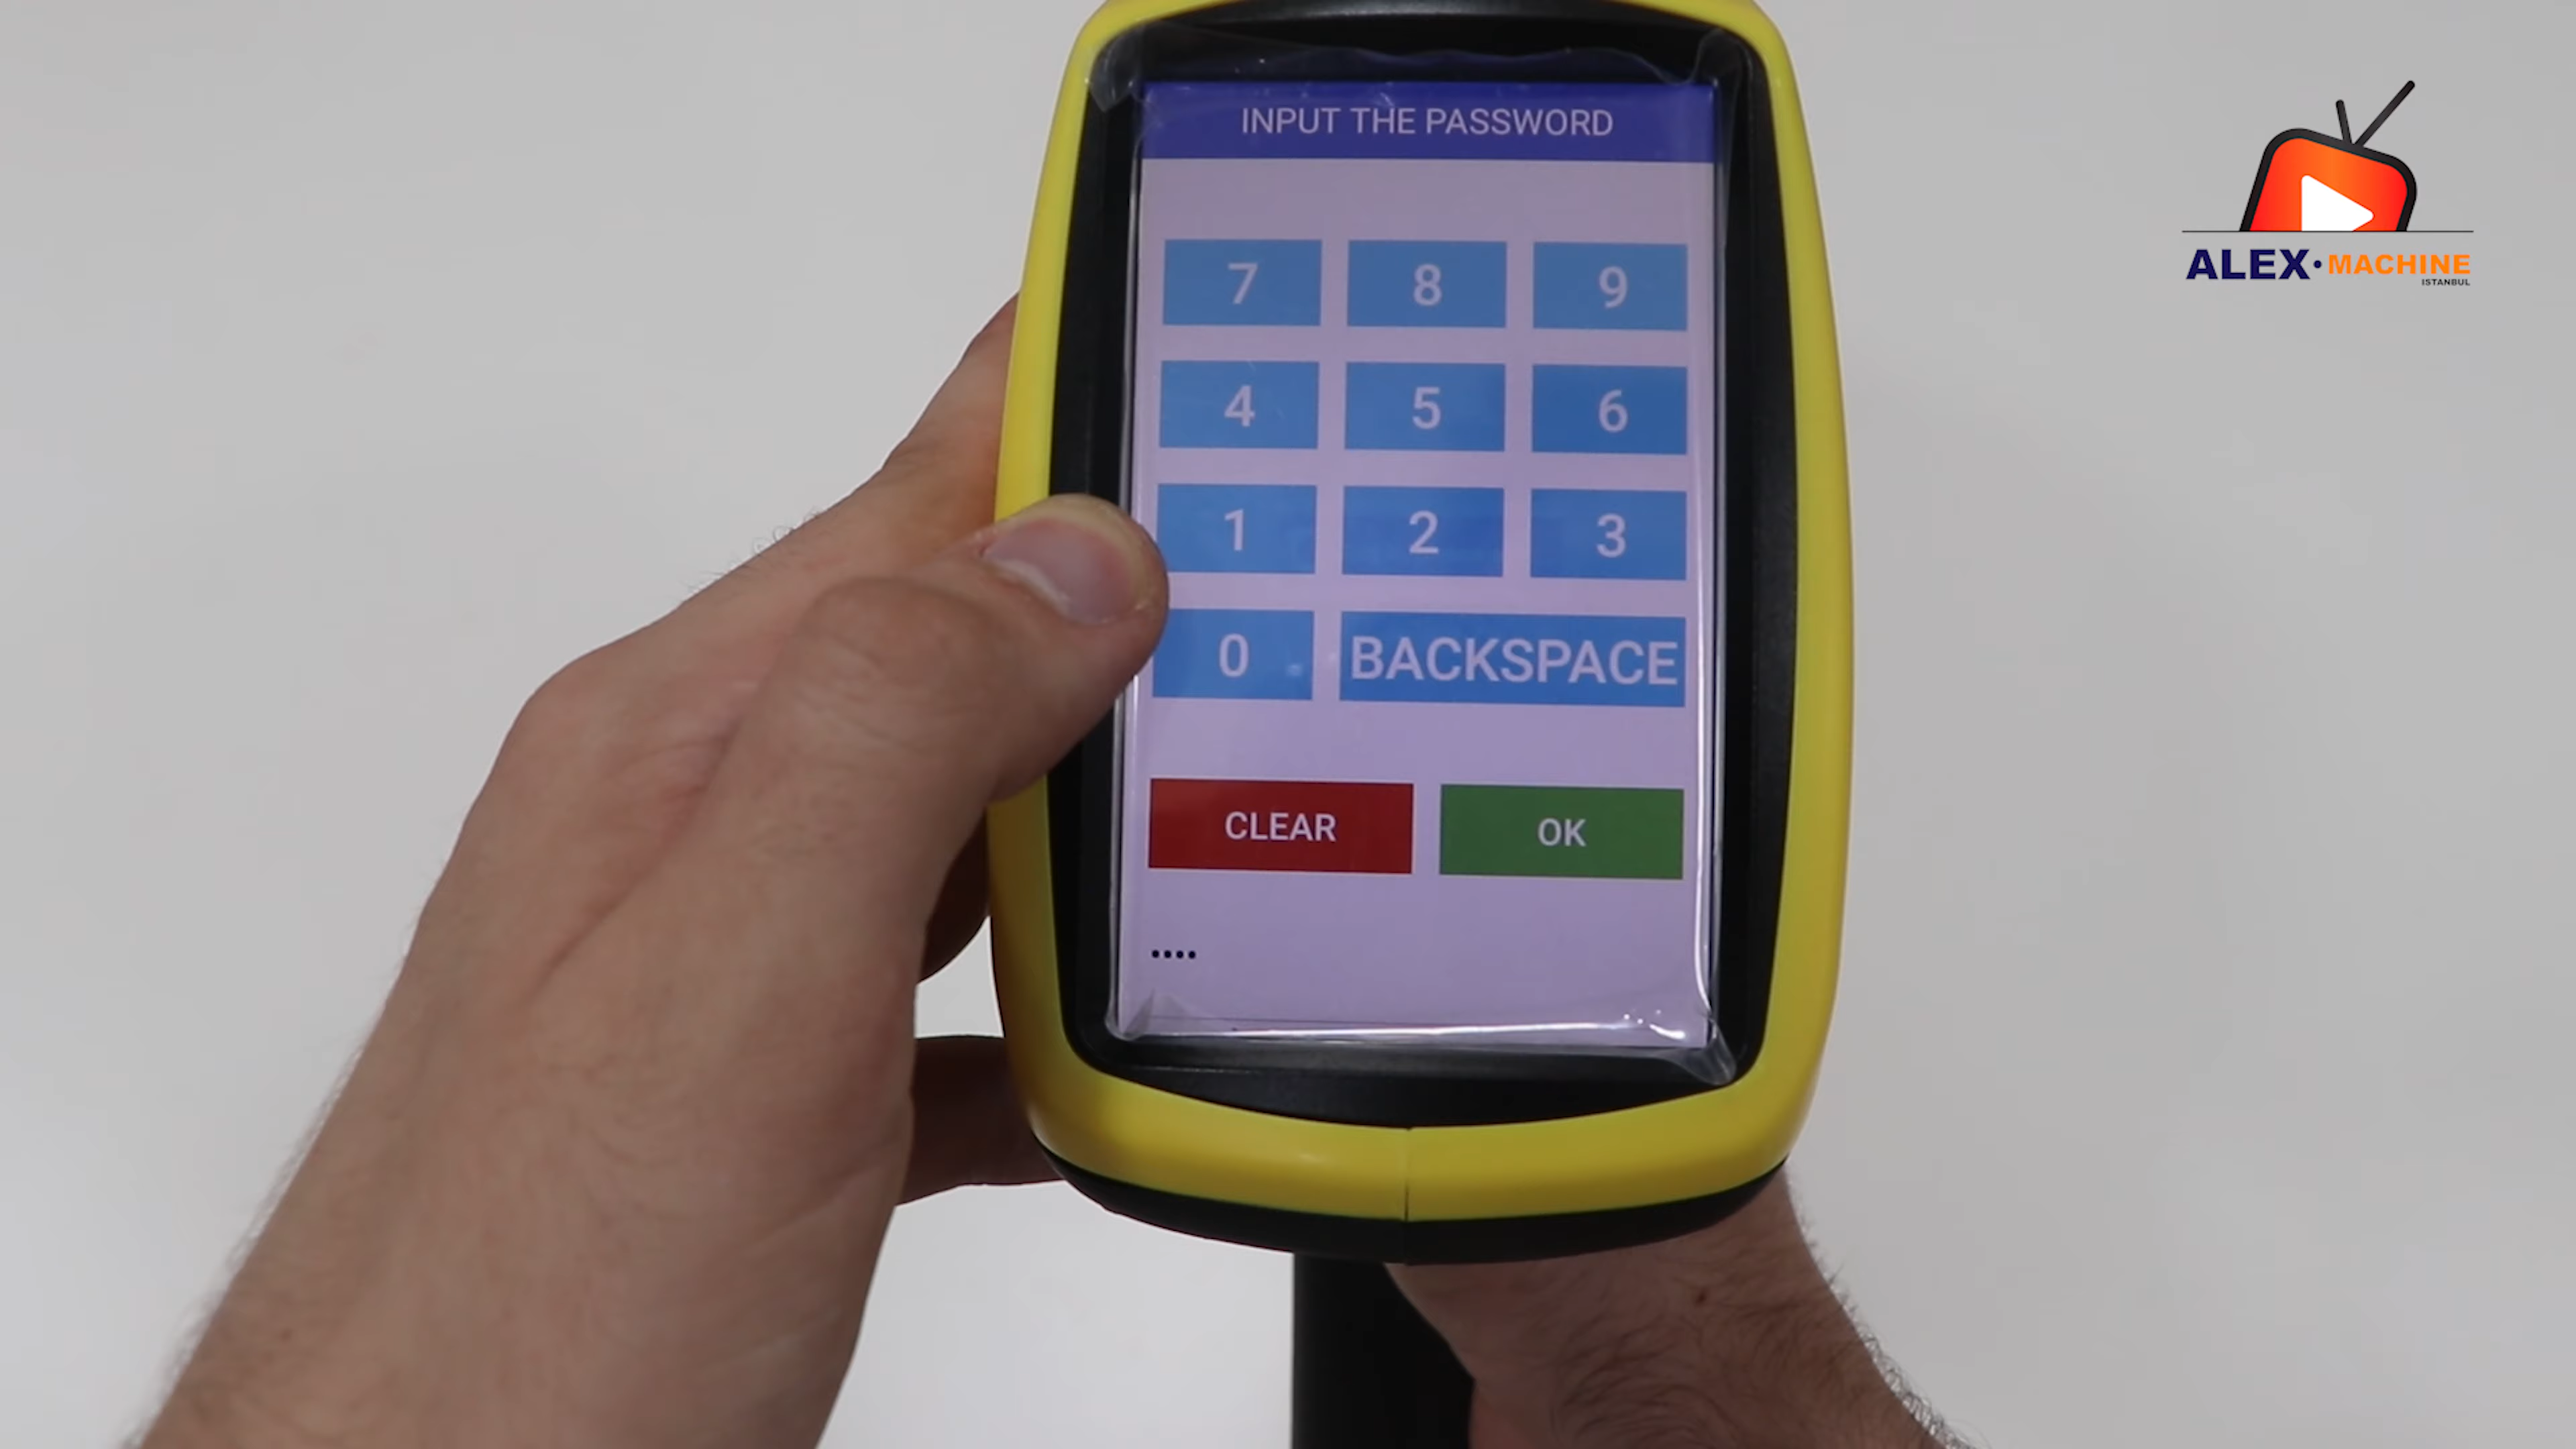 INPUT THE PASSWORD
7 8 9
4 5 6
1 2 3
0 BACKSPACE
CLEAR OK
••••
ALEX•MACHINE
ISTANBUL